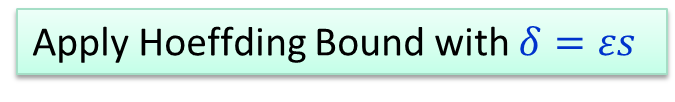 Apply Hoeffding Bound with 𝛿 = 𝜀𝑠